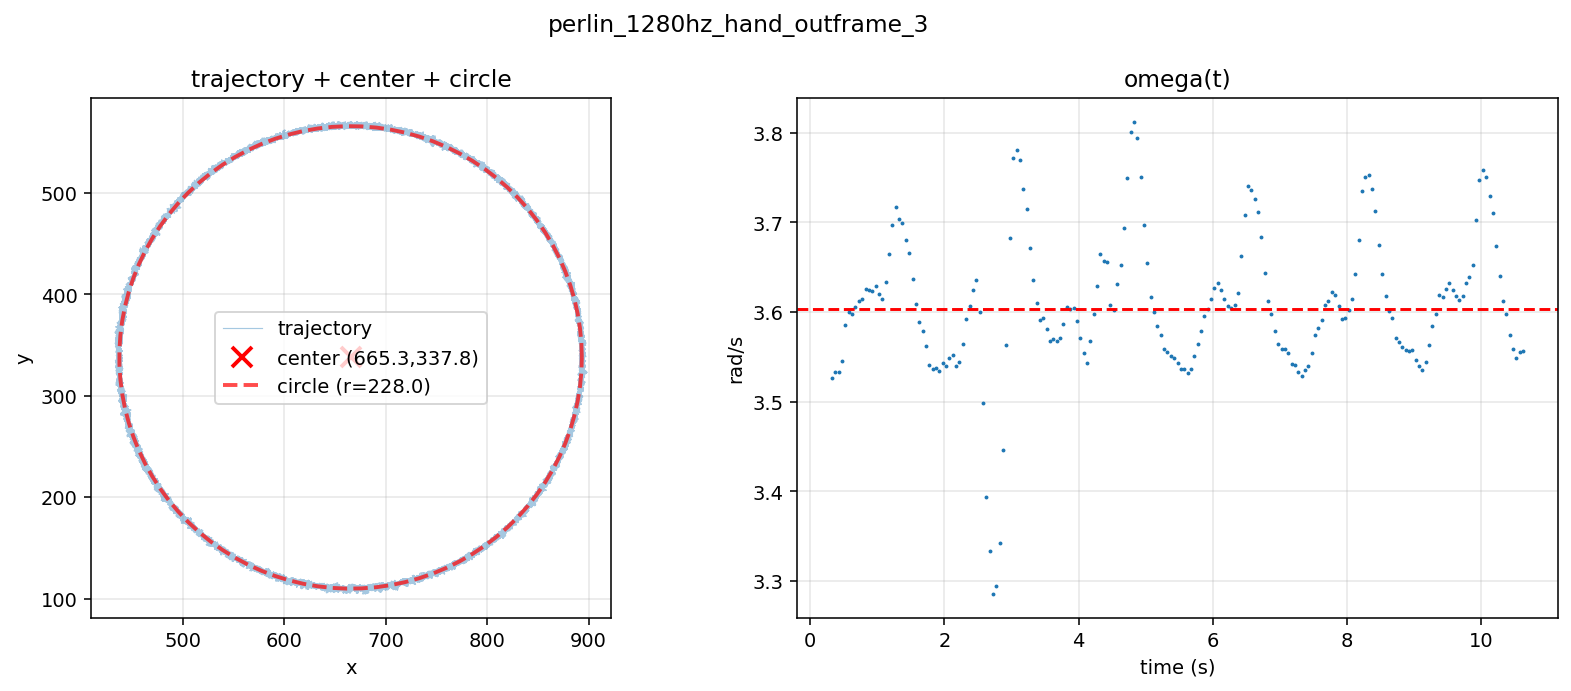 perlin_1280hz_hand_outframe_3
trajectory + center + circle
500
400
300
200
100
y
trajectory
center (665.3,337.8)
circle (r=228.0)
500 600 700 800 900
x
omega(t)
3.8
3.7
3.6
3.5
3.4
3.3
rad/s
0 2 4 6 8 10
time (s)